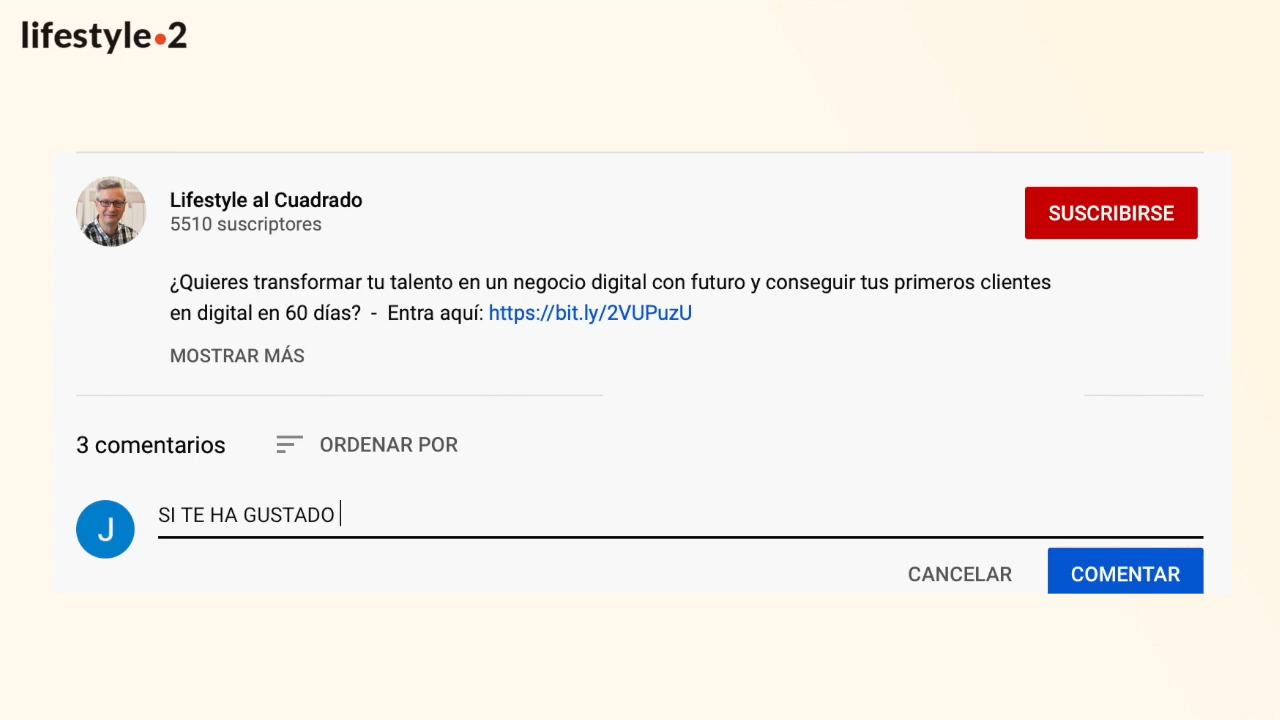 lifestyle•2
Lifestyle al Cuadrado
5510 suscriptores
SUSCRIBIRSE
¿Quieres transformar tu talento en un negocio digital con futuro y conseguir tus primeros clientes
en digital en 60 días? - Entra aquí: https://bit.ly/2VUPuzU
MOSTRAR MÁS
3 comentarios
ORDENAR POR
J
SI TE HA GUSTADO
CANCELAR
COMENTAR